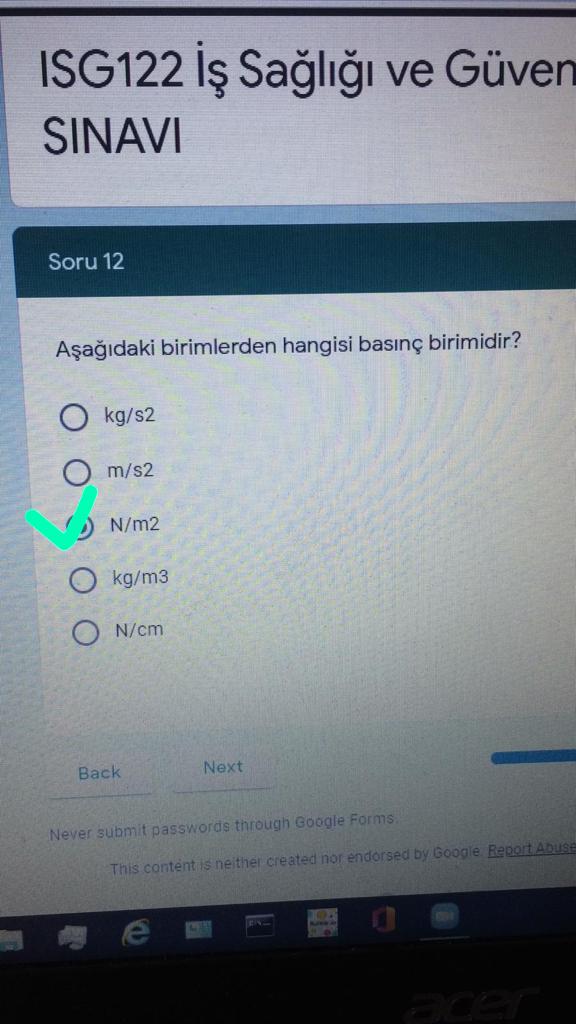 ISG122 İş Sağlığı ve Güven
SINAVI
Soru 12
Aşağıdaki birimlerden hangisi basınç birimidir?
kg/s2
m/s2
N/m2
kg/m3
N/cm
Back
Next
Never submit passwords through Google Forms.
This content is neither created nor endorsed by Google. Report Abuse
acer